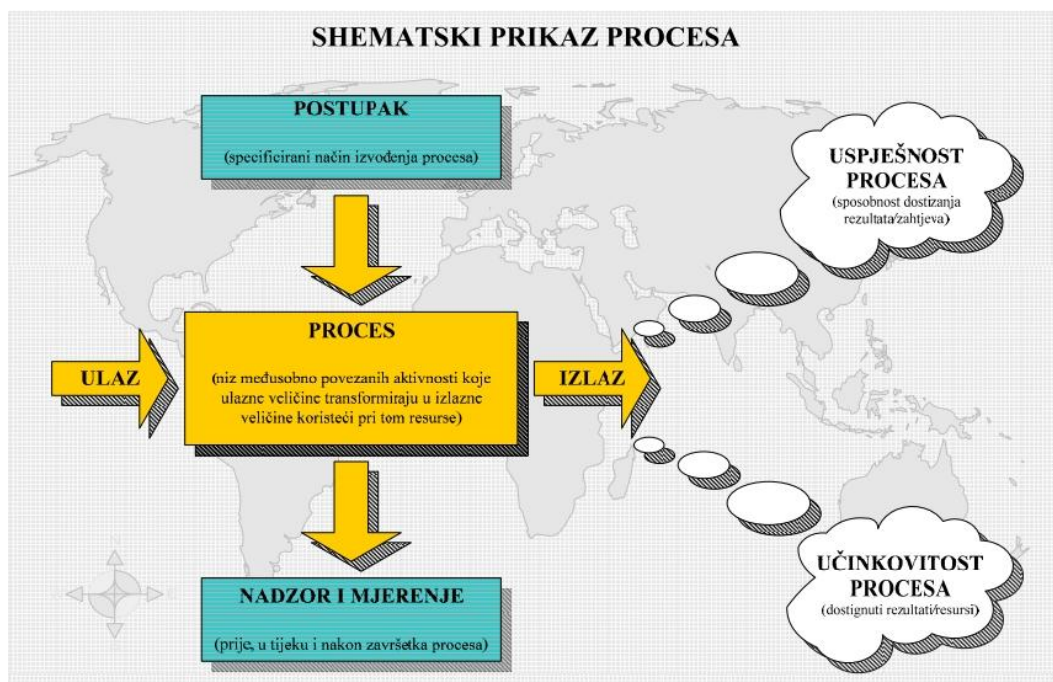 SHEMATSKI PRIKAZ PROCESA
POSTUPAK
(specificirani način izvođenja procesa)
USPJEŠNOST
PROCESA
(sposobnost dostizanja
rezultata/zahtjeva)
ULAZ
PROCES
(niz međusobno povezanih aktivnosti koje
ulazne veličine transformiraju u izlazne
veličine koristeći pri tom resurse)
IZLAZ
NADZOR I MJERENJE
(prije, u tijeku i nakon završetka procesa)
UČINKOVITOST
PROCESA
(dostignuti rezultati/resursi)